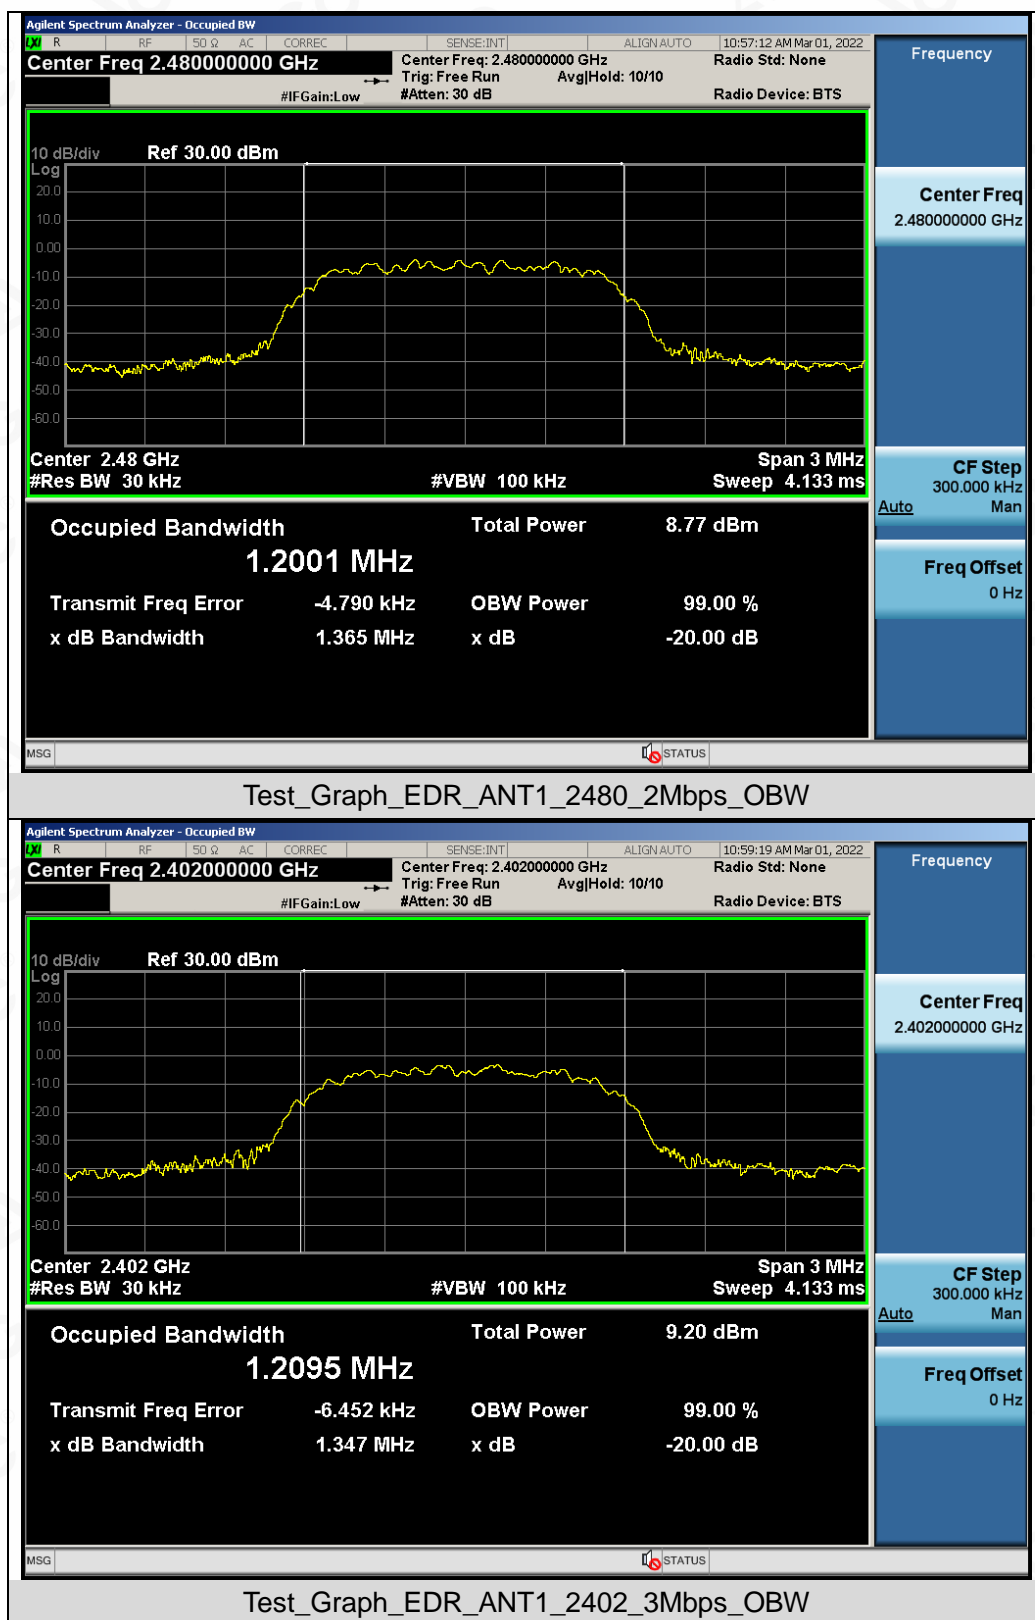 Agilent Spectrum Analyzer - Occupied BW
LXI R RF 50 Ω AC CORREC SENSE:INT ALIGN AUTO 10:57:12 AM Mar 01, 2022
Center Freq 2.480000000 GHz Center Freq: 2.480000000 GHz Radio Std: None
Trig: Free Run Avg|Hold: 10/10
#IFGain:Low #Atten: 30 dB Radio Device: BTS
Frequency
10 dB/div Ref 30.00 dBm
Log
20.0
10.0
0.00
-10.0
-20.0
-30.0
-40.0
-50.0
-60.0
Center 2.48 GHz Span 3 MHz
#Res BW 30 kHz #VBW 100 kHz Sweep 4.133 ms
Center Freq
2.480000000 GHz
CF Step
300.000 kHz
Auto Man
Freq Offset
0 Hz
Occupied Bandwidth Total Power 8.77 dBm
1.2001 MHz
Transmit Freq Error -4.790 kHz OBW Power 99.00 %
x dB Bandwidth 1.365 MHz x dB -20.00 dB
MSG STATUS
Test_Graph_EDR_ANT1_2480_2Mbps_OBW
Agilent Spectrum Analyzer - Occupied BW
LXI R RF 50 Ω AC CORREC SENSE:INT ALIGN AUTO 10:59:19 AM Mar 01, 2022
Center Freq 2.402000000 GHz Center Freq: 2.402000000 GHz Radio Std: None
Trig: Free Run Avg|Hold: 10/10
#IFGain:Low #Atten: 30 dB Radio Device: BTS
Frequency
10 dB/div Ref 30.00 dBm
Log
20.0
10.0
0.00
-10.0
-20.0
-30.0
-40.0
-50.0
-60.0
Center 2.402 GHz Span 3 MHz
#Res BW 30 kHz #VBW 100 kHz Sweep 4.133 ms
Center Freq
2.402000000 GHz
CF Step
300.000 kHz
Auto Man
Freq Offset
0 Hz
Occupied Bandwidth Total Power 9.20 dBm
1.2095 MHz
Transmit Freq Error -6.452 kHz OBW Power 99.00 %
x dB Bandwidth 1.347 MHz x dB -20.00 dB
MSG STATUS
Test_Graph_EDR_ANT1_2402_3Mbps_OBW